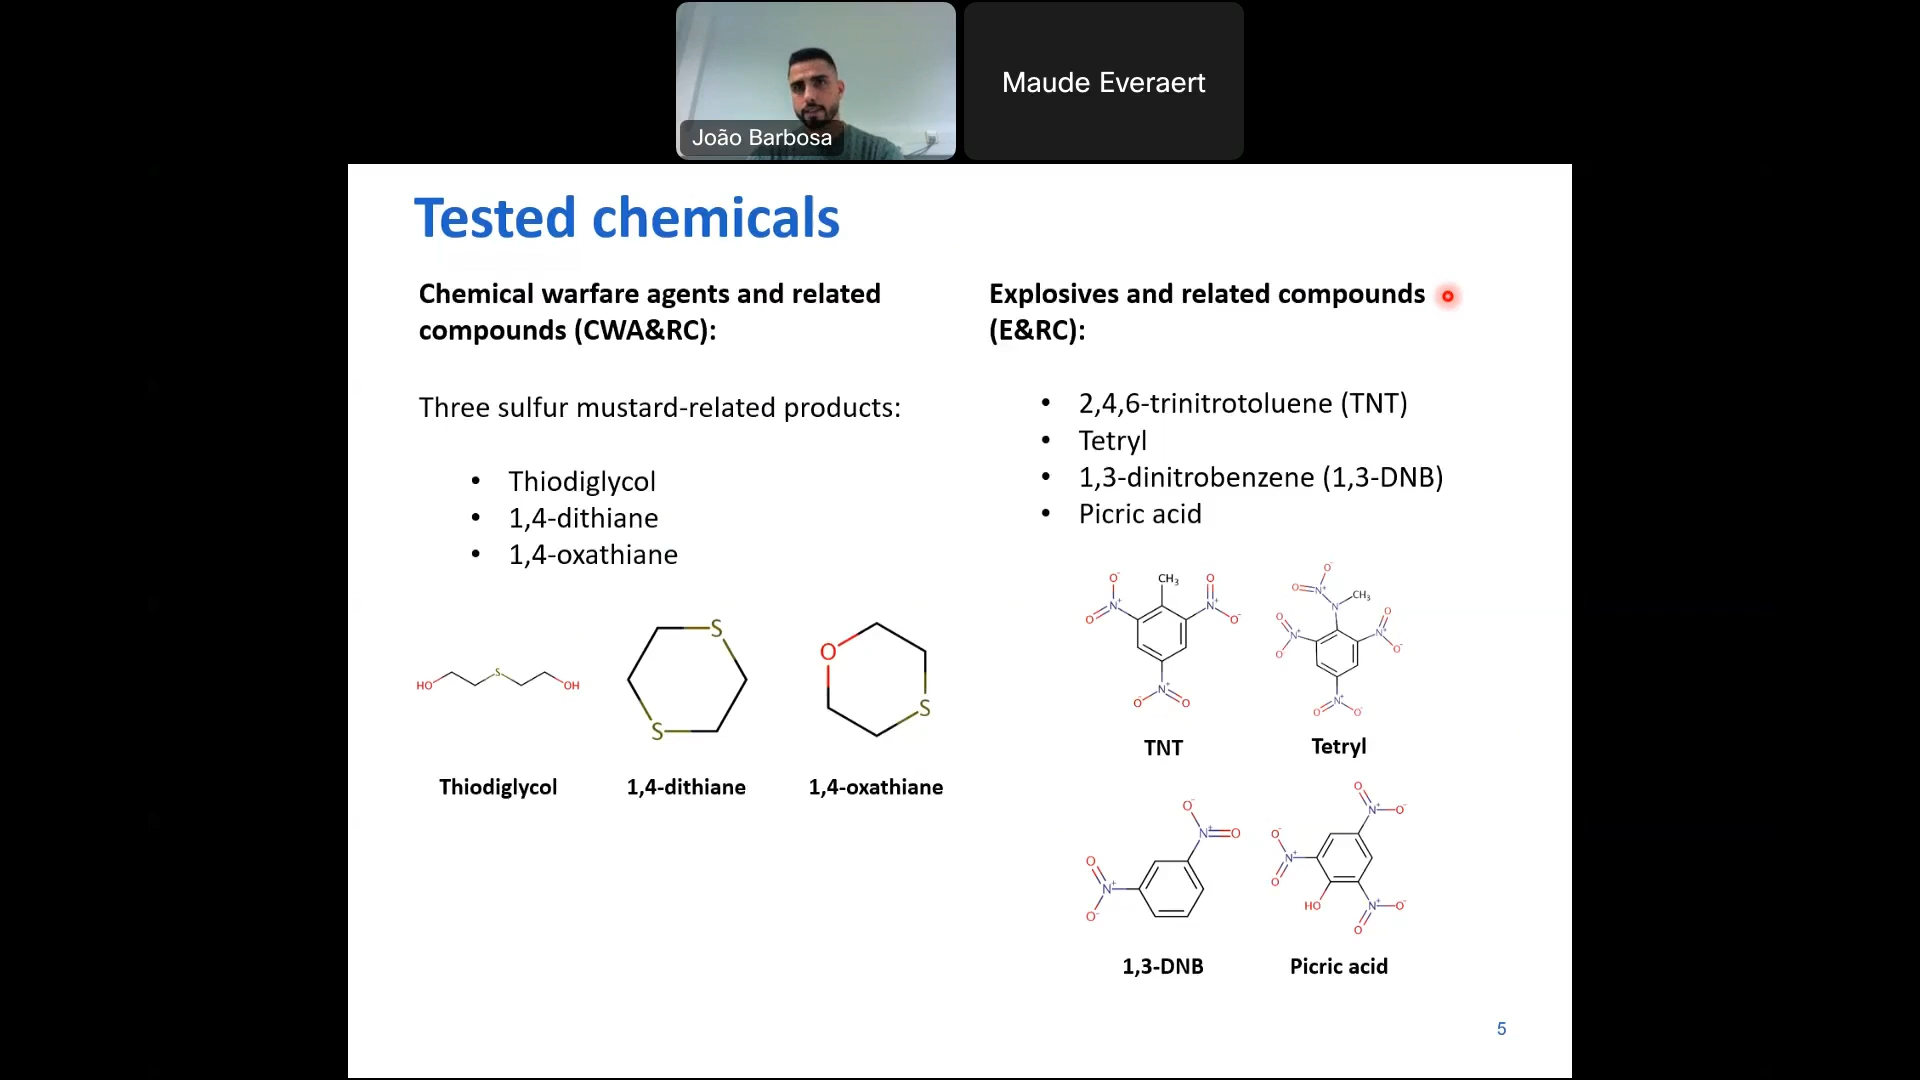 João Barbosa
Maude Everaert
Tested chemicals
Chemical warfare agents and related
compounds (CWA&RC):
Three sulfur mustard-related products:
• Thiodiglycol
• 1,4-dithiane
• 1,4-oxathiane
HO S OH
S S
O S
Thiodiglycol
1,4-dithiane
1,4-oxathiane
Explosives and related compounds
(E&RC):
• 2,4,6-trinitrotoluene (TNT)
• Tetryl
• 1,3-dinitrobenzene (1,3-DNB)
• Picric acid
O⁻ CH₃ O
N⁺ N⁺
O O⁻
N⁺
O⁻ O
TNT
O⁻
O N⁺ CH₃
N
O O
N⁺ N⁺
O⁻ O⁻
N⁺
O O⁻
Tetryl
O⁻
N⁺ O
O
N⁺
O⁻
1,3-DNB
O
N⁺ O⁻
O⁻
N⁺
O
HO N⁺ O⁻
O
Picric acid
5